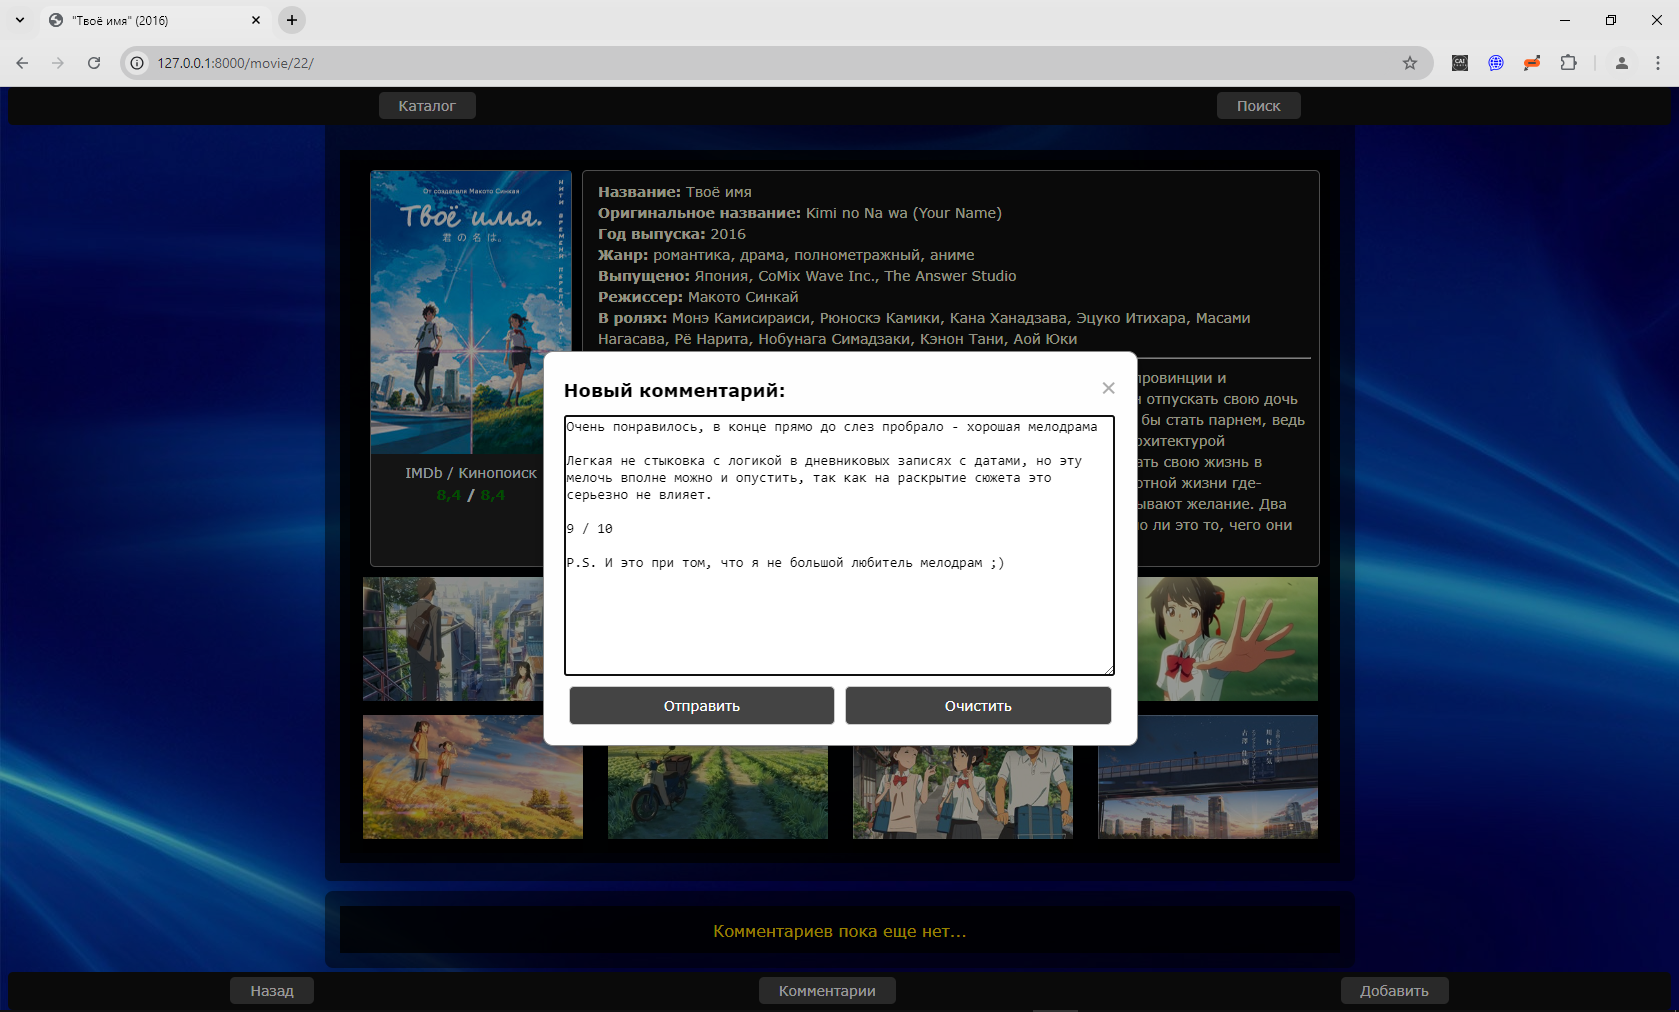 "Твоё имя" (2016)
127.0.0.1:8000/movie/22/
Каталог
Поиск
От создателя Макото Синкая
Твоё имя.
君の名は。
Название: Твоё имя
Оригинальное название: Kimi no Na wa (Your Name)
Год выпуска: 2016
Жанр: романтика, драма, полнометражный, аниме
Выпущено: Япония, CoMix Wave Inc., The Answer Studio
Режиссер: Макото Синкай
В ролях: Монэ Камисираиси, Рюноскэ Камики, Кана Ханадзава, Эцуко Итихара, Масами
Нагасава, Рё Нарита, Нобунага Симадзаки, Кэнон Тани, Аой Юки
провинции и
отпускать свою дочь
бы стать парнем, ведь
архитектурой
свою жизнь в
жизни где-
желание. Два
ли это то, чего они
IMDb / Кинопоиск
8,4 / 8,4
Новый комментарий:
Очень понравилось, в конце прямо до слез пробрало - хорошая мелодрама
Легкая не стыковка с логикой в дневниковых записях с датами, но эту
мелочь вполне можно и опустить, так как на раскрытие сюжета это
серьезно не влияет.
9 / 10
P.S. И это при том, что я не большой любитель мелодрам ;)
Отправить
Очистить
Комментариев пока еще нет...
Назад
Комментарии
Добавить